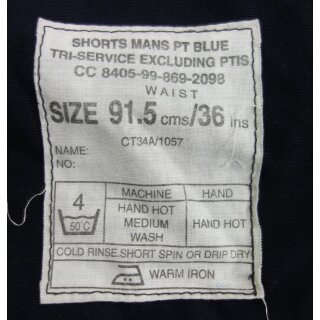 SHORTS MANS PT BLUE
TRI-SERVICE EXCLUDING PTIS
CC 8405-99-869-2098
WAIST
SIZE 91.5 cms/36 ins
CT34A/1057
NAME:
NO:
4
50°C
MACHINE
HAND HOT
MEDIUM
WASH
HAND
HAND HOT
COLD RINSE.SHORT SPIN OR DRIP DRY
WARM IRON